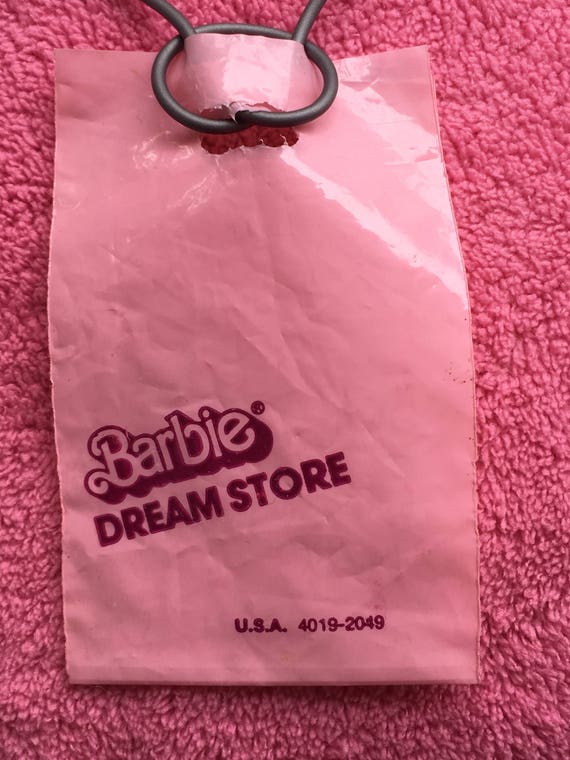 Barbie®
DREAM STORE
U.S.A. 4019-2049